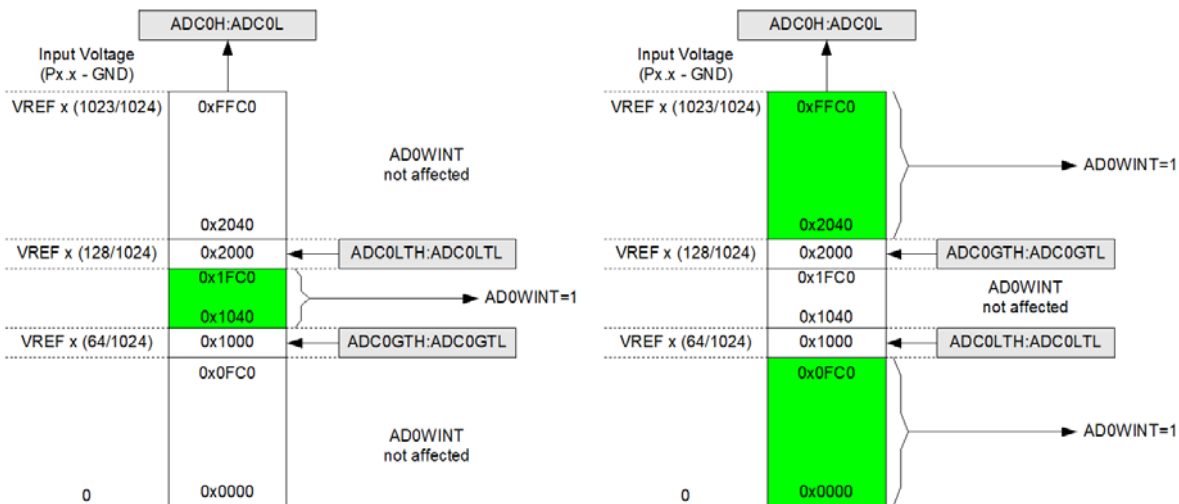 ADC0H:ADC0L
Input Voltage
(Px.x - GND)
VREF x (1023/1024)
0xFFC0
AD0WINT
not affected
0x2040
VREF x (128/1024)
0x2000
ADC0LTH:ADC0LTL
0x1FC0
AD0WINT=1
0x1040
VREF x (64/1024)
0x1000
ADC0GTH:ADC0GTL
0x0FC0
AD0WINT
not affected
0
0x0000
ADC0H:ADC0L
Input Voltage
(Px.x - GND)
VREF x (1023/1024)
0xFFC0
AD0WINT=1
0x2040
VREF x (128/1024)
0x2000
ADC0GTH:ADC0GTL
0x1FC0
AD0WINT
not affected
0x1040
VREF x (64/1024)
0x1000
ADC0LTH:ADC0LTL
0x0FC0
AD0WINT=1
0
0x0000